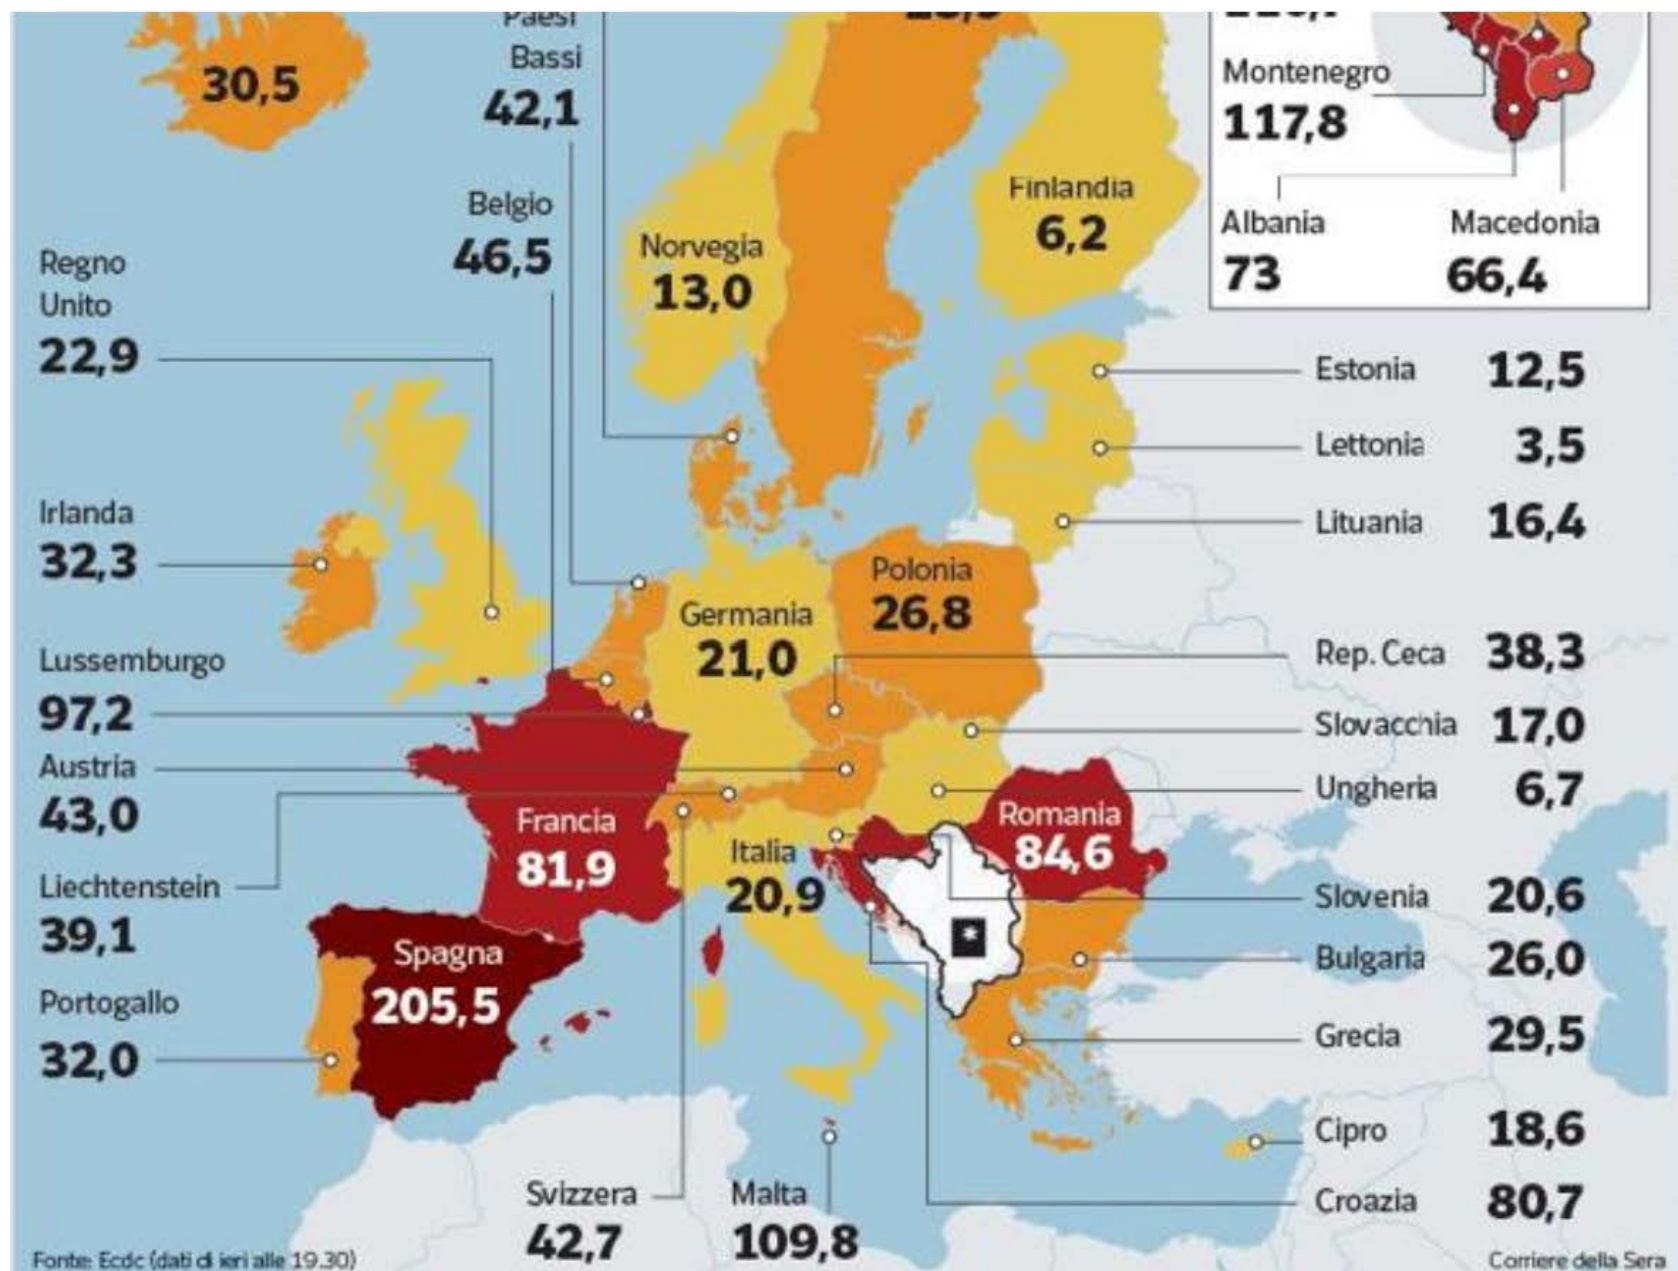 Paesi
Bassi
42,1
30,5
Belgio
46,5
Regno
Unito
22,9
Norvegia
13,0
Finlandia
6,2
Montenegro
117,8
Albania
73
Macedonia
66,4
Irlanda
32,3
Lussemburgo
97,2
Austria
43,0
Liechtenstein
39,1
Portogallo
32,0
Germania
21,0
Polonia
26,8
Francia
81,9
Italia
20,9
Romania
84,6
Spagna
205,5
*
Estonia 12,5
Lettonia 3,5
Lituania 16,4
Rep. Ceca 38,3
Slovacchia 17,0
Ungheria 6,7
Slovenia 20,6
Bulgaria 26,0
Grecia 29,5
Cipro 18,6
Croazia 80,7
Svizzera
42,7
Malta
109,8
Fonte: Ecdc (dati di ieri alle 19.30)
Corriere della Sera